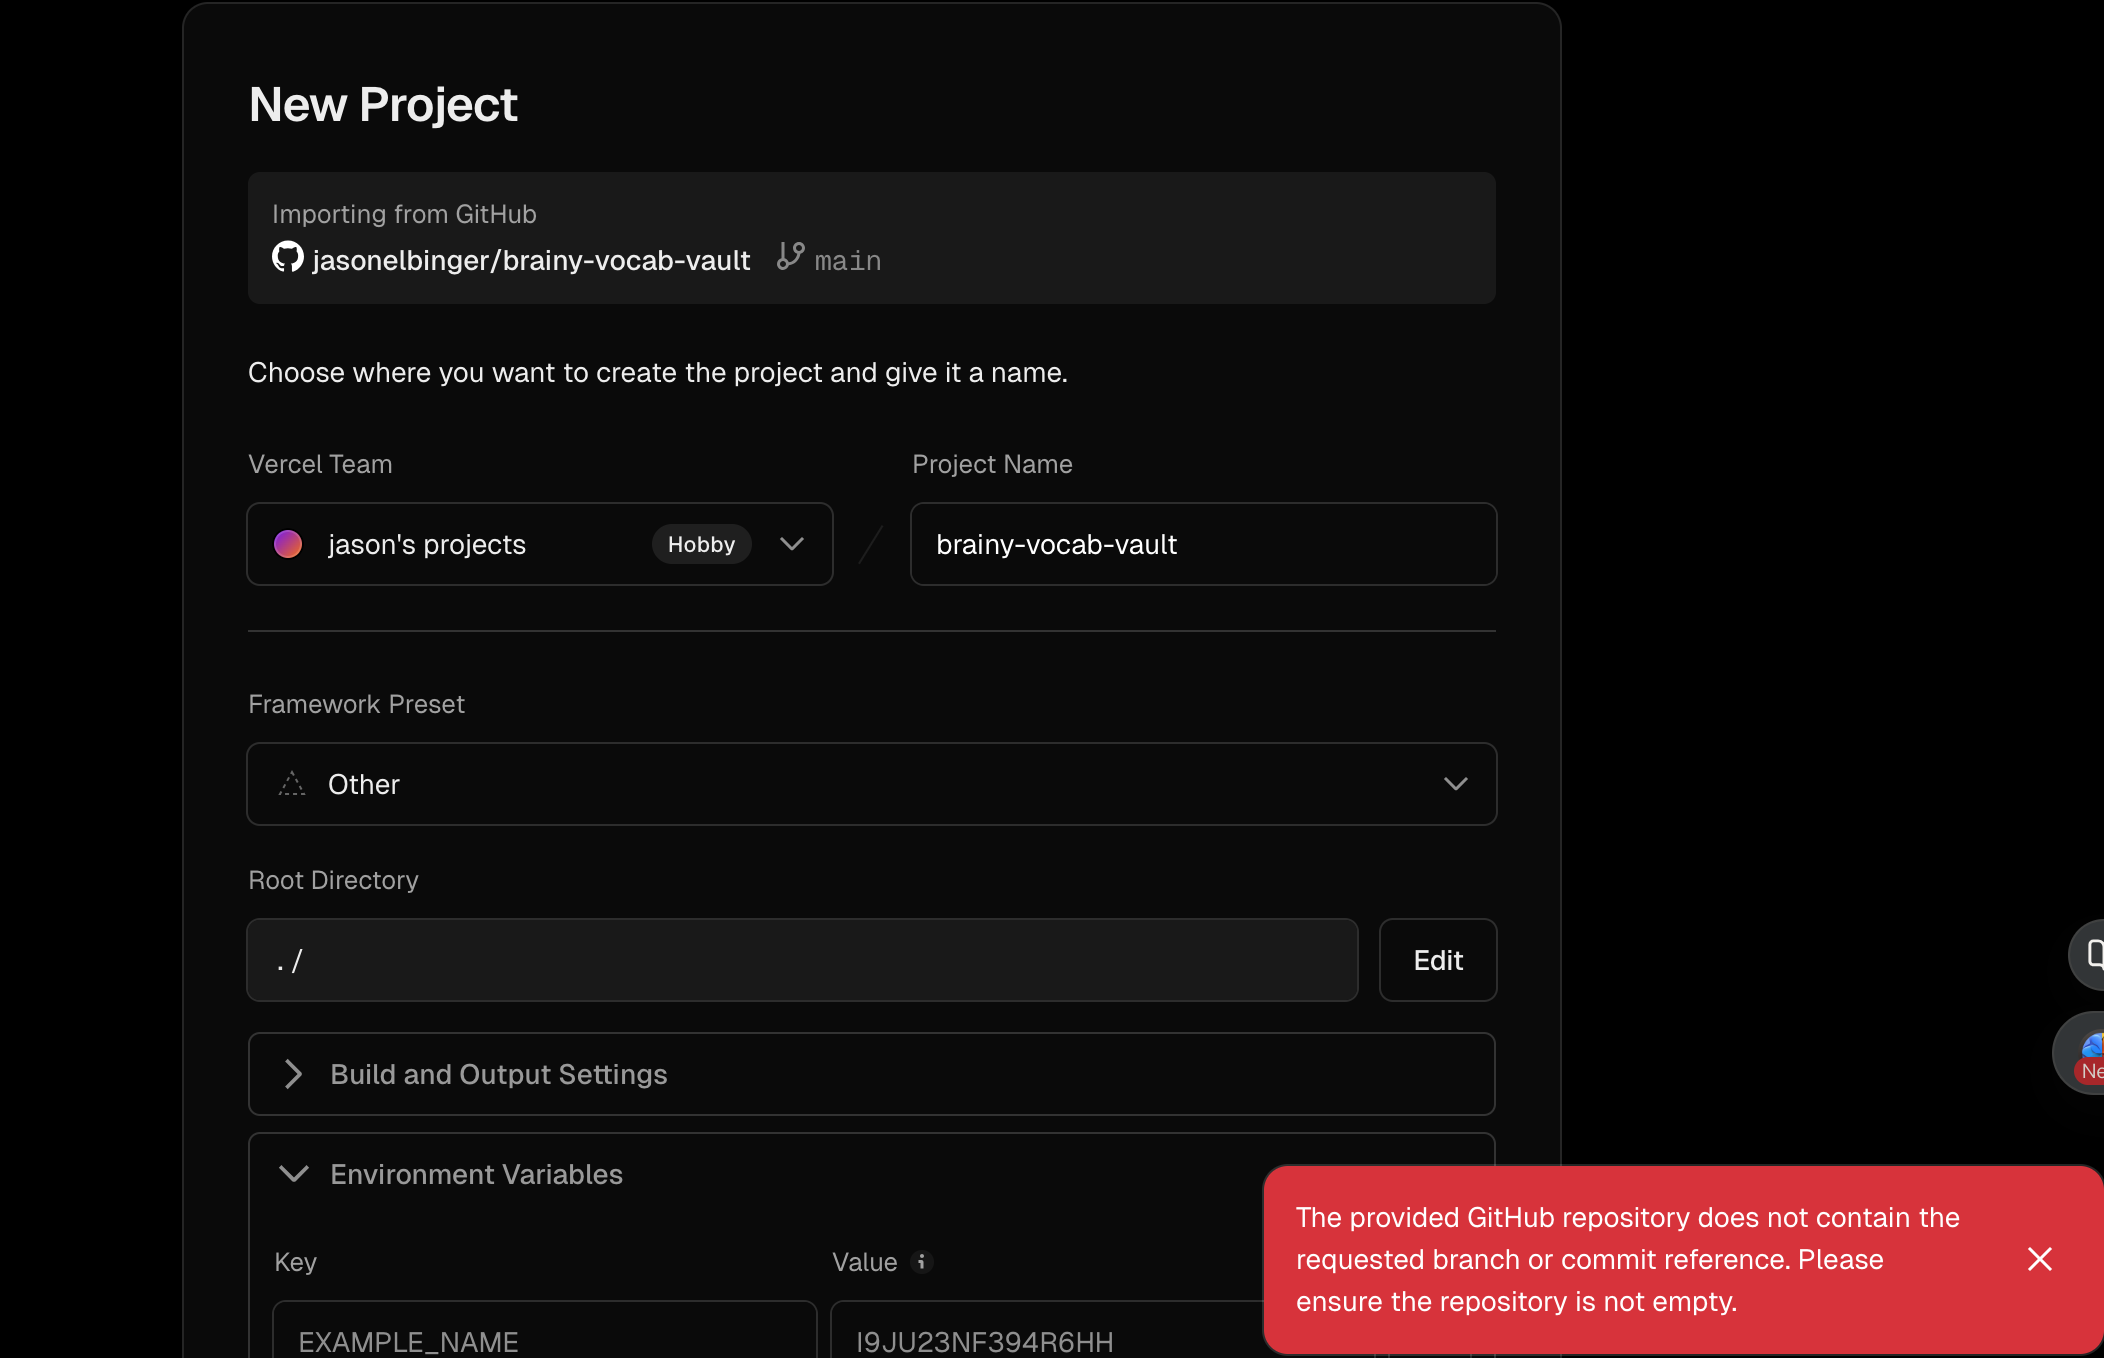 New Project
Importing from GitHub
jasonelbinger/brainy-vocab-vault main
Choose where you want to create the project and give it a name.
Vercel Team
Project Name
jason's projects Hobby
brainy-vocab-vault
Framework Preset
Other
Root Directory
./
Edit
Build and Output Settings
Environment Variables
Key
Value
EXAMPLE_NAME
I9JU23NF394R6HH
The provided GitHub repository does not contain the
requested branch or commit reference. Please
ensure the repository is not empty.